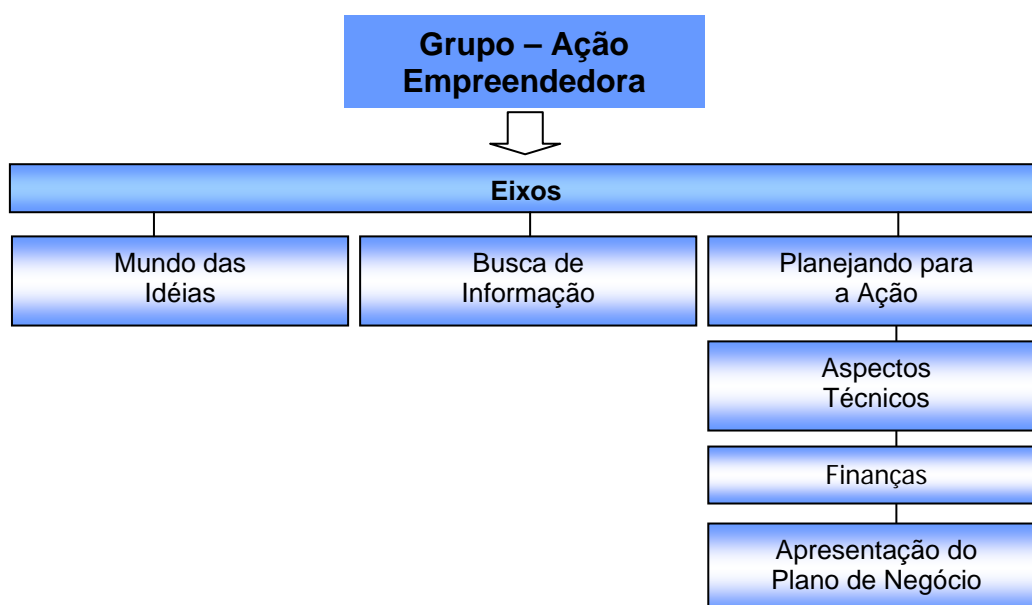 Grupo – Ação
Empreendedora
Eixos
Mundo das
Idéias
Busca de
Informação
Planejando para
a Ação
Aspectos
Técnicos
Finanças
Apresentação do
Plano de Negócio